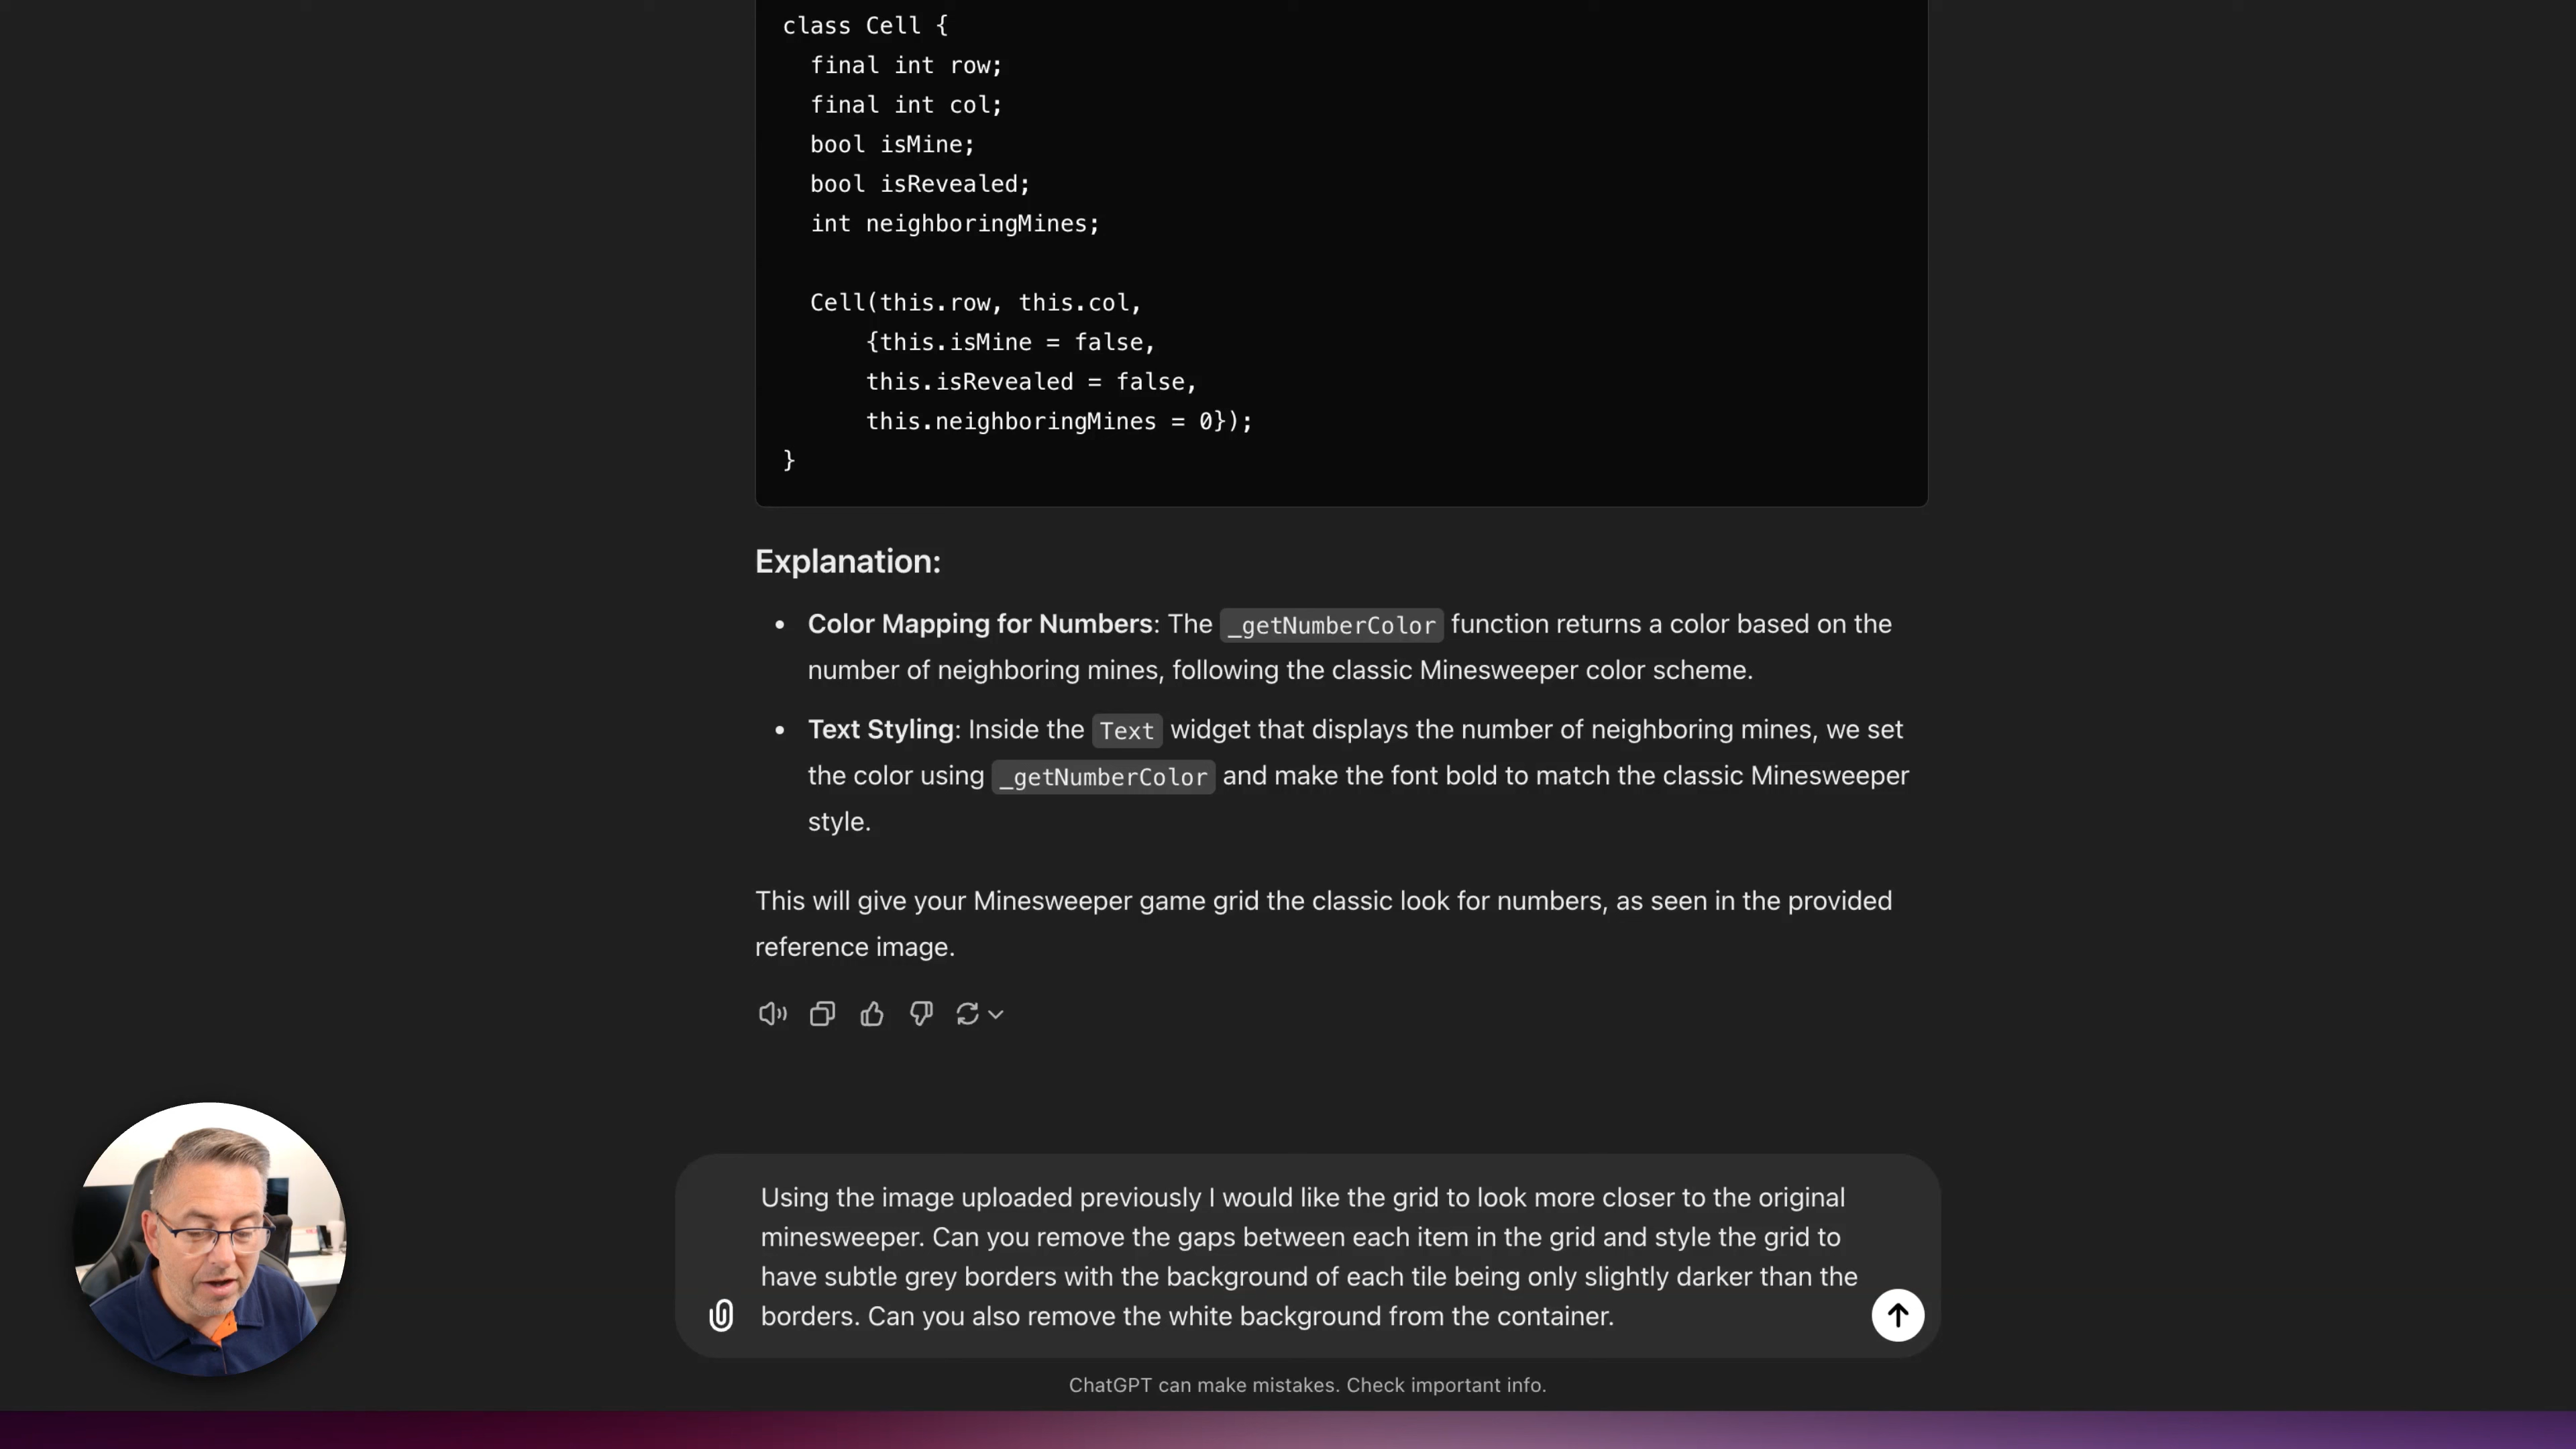 class Cell {
final int row;
final int col;
bool isMine;
bool isRevealed;
int neighboringMines;
Cell(this.row, this.col,
{this.isMine = false,
this.isRevealed = false,
this.neighboringMines = 0});
}
Explanation:
• Color Mapping for Numbers: The _getNumberColor function returns a color based on the
number of neighboring mines, following the classic Minesweeper color scheme.
• Text Styling: Inside the Text widget that displays the number of neighboring mines, we set
the color using _getNumberColor and make the font bold to match the classic Minesweeper
style.
This will give your Minesweeper game grid the classic look for numbers, as seen in the provided
reference image.
Using the image uploaded previously I would like the grid to look more closer to the original
minesweeper. Can you remove the gaps between each item in the grid and style the grid to
have subtle grey borders with the background of each tile being only slightly darker than the
borders. Can you also remove the white background from the container.
ChatGPT can make mistakes. Check important info.